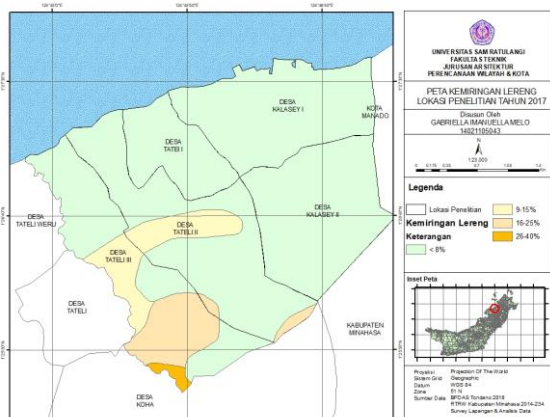 DESA
KALASEY I
KOTA
MANADO
DESA
TATELI I
DESA
KALASEY II
DESA
TATELI WERU
DESA
TATELI II
DESA
TATELI III
DESA
TATELI
KABUPATEN
MINAHASA
DESA
KOHA
UNIVERSITAS SAM RATULANGI
FAKULTAS TEKNIK
JURUSAN ARSITEKTUR
PERENCANAAN WILAYAH & KOTA
PETA KEMIRINGAN LERENG
LOKASI PENELITIAN TAHUN 2017
Disusun Oleh
GABRIELLA IMANUELLA MELO
14021105043
N
Legenda
Lokasi Penelitian
Kemiringan Lereng
Keterangan
< 8%
9-15%
16-25%
26-40%
Inset Peta
Proyeksi Projection Of The World
Sistem Grid Geographic
Datum WGS 84
Zona 51 N
Sumber Data BPDAS Tondano 2016
RTRW Kabupaten Minahasa 2014-234
Survey Lapangan & Analisis Data